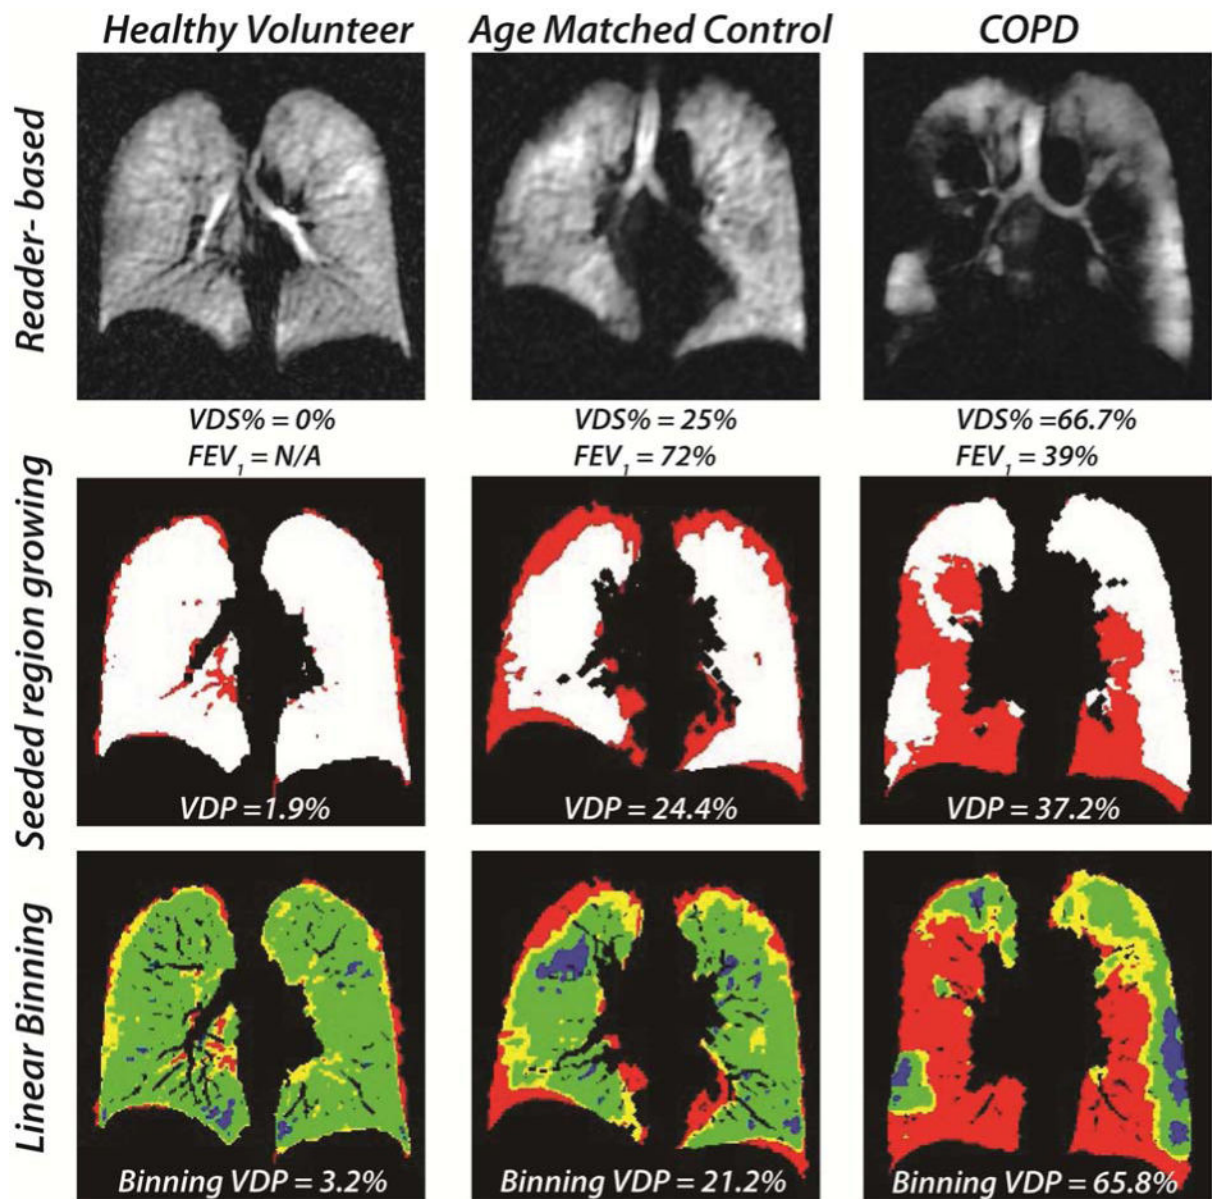 Healthy Volunteer Age Matched Control COPD
Reader- based
VDS% = 0% VDS% = 25% VDS% =66.7%
FEV1 = N/A FEV1 = 72% FEV1 = 39%
Seeded region growing
VDP =1.9% VDP = 24.4% VDP = 37.2%
Linear Binning
Binning VDP = 3.2% Binning VDP = 21.2% Binning VDP = 65.8%